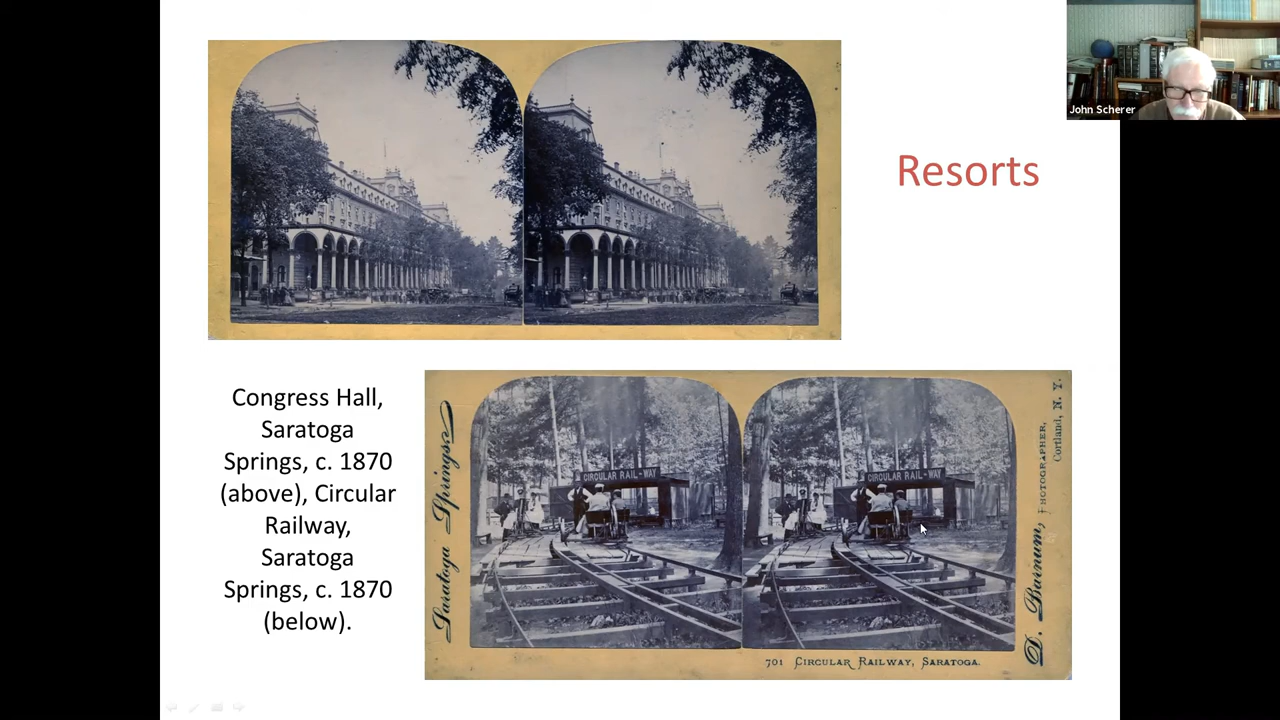 John Scherer
Resorts
Congress Hall,
Saratoga
Springs, c. 1870
(above), Circular
Railway,
Saratoga
Springs, c. 1870
(below).
Saratoga Springs.
CIRCULAR RAIL-WAY
CIRCULAR RAIL-WAY
701 CIRCULAR RAILWAY, SARATOGA.
D. Barnum, PHOTOGRAPHER,
Cortland, N. Y.